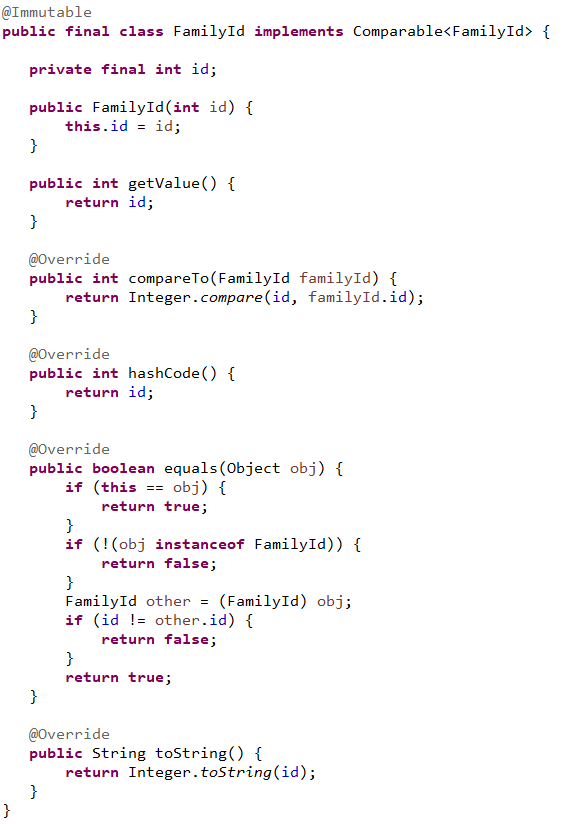 @Immutable
public final class FamilyId implements Comparable<FamilyId> {
private final int id;
public FamilyId(int id) {
this.id = id;
}
public int getValue() {
return id;
}
@Override
public int compareTo(FamilyId familyId) {
return Integer.compare(id, familyId.id);
}
@Override
public int hashCode() {
return id;
}
@Override
public boolean equals(Object obj) {
if (this == obj) {
return true;
}
if (!(obj instanceof FamilyId)) {
return false;
}
FamilyId other = (FamilyId) obj;
if (id != other.id) {
return false;
}
return true;
}
@Override
public String toString() {
return Integer.toString(id);
}
}